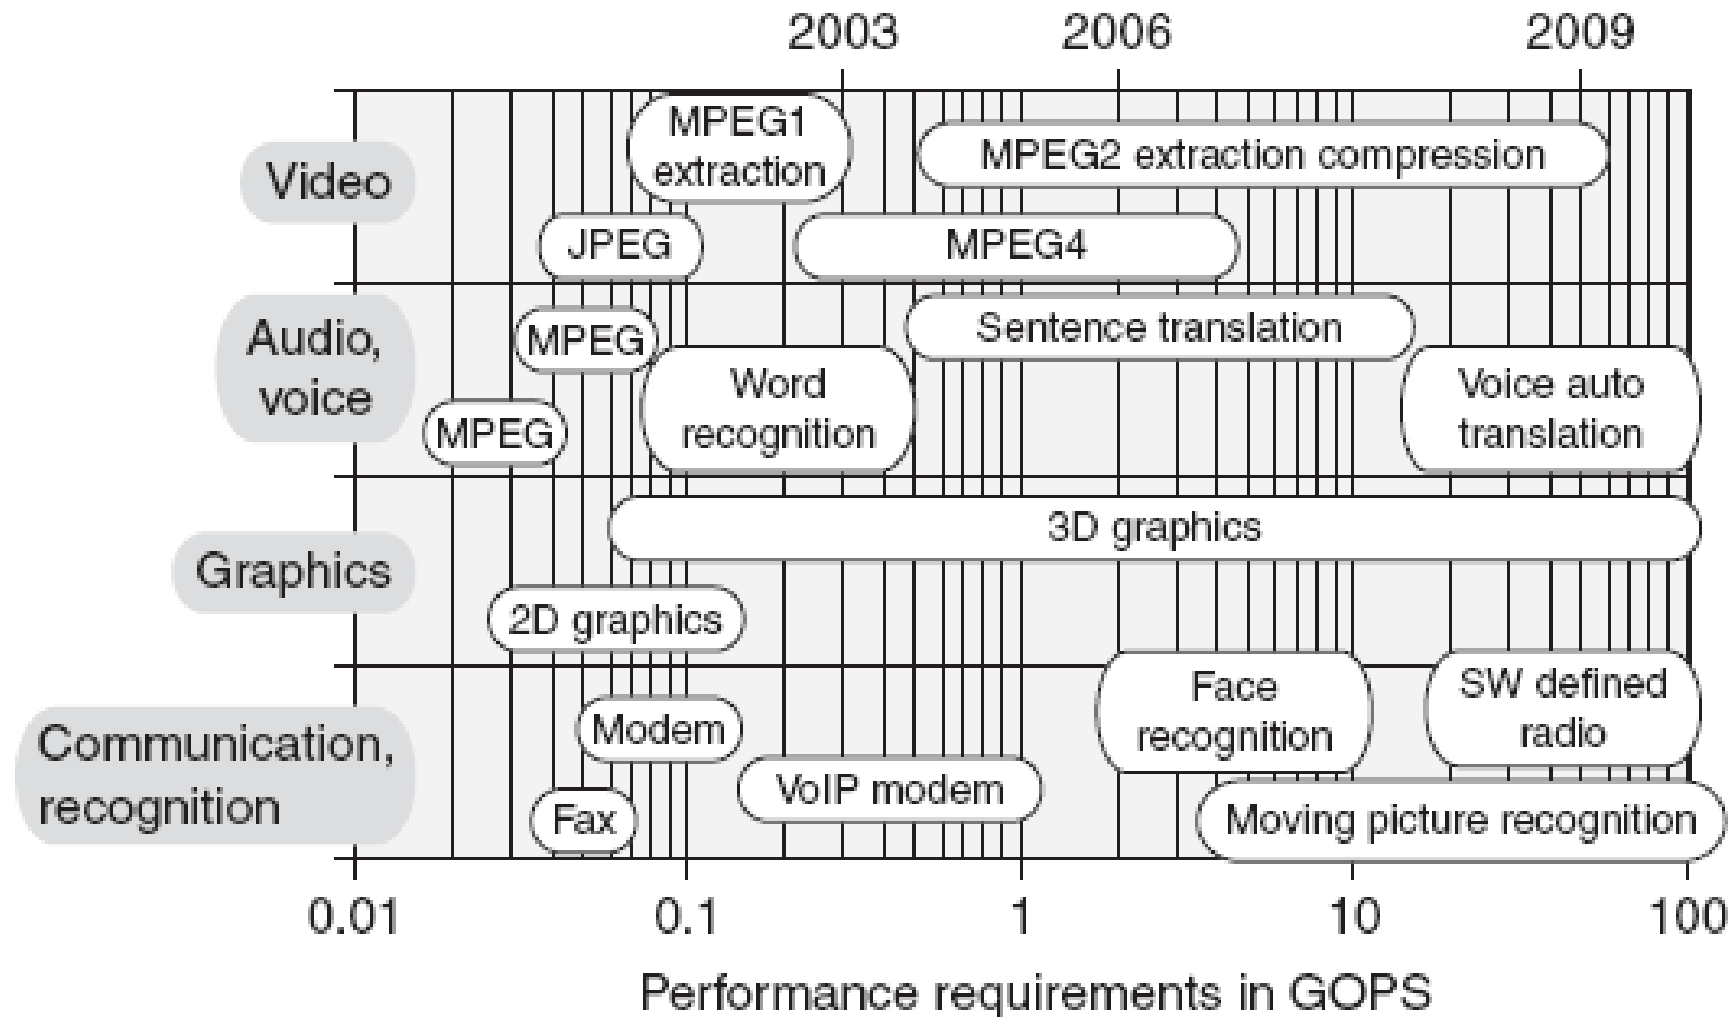 2003
2006
2009
Video
MPEG1
extraction
MPEG2 extraction compression
JPEG
MPEG4
Audio,
voice
MPEG
Sentence translation
Word
recognition
Voice auto
translation
MPEG
Graphics
3D graphics
2D graphics
Communication,
recognition
Modem
Face
recognition
SW defined
radio
VoIP modem
Fax
Moving picture recognition
0.01
0.1
1
10
100
Performance requirements in GOPS